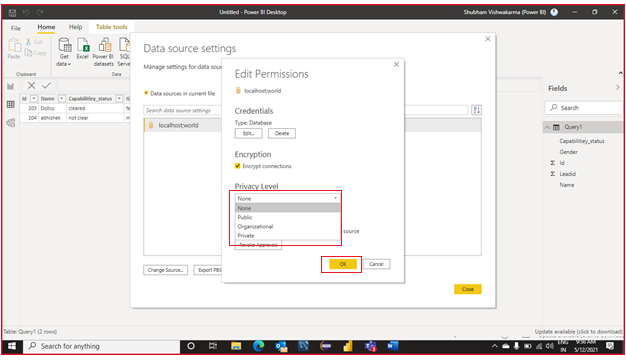 Untitled - Power BI Desktop
Shubham Vishwakarma (Power BI)
File Home Help Table tools
Paste
Cut
Copy
Clipboard
Get data
Excel
Power BI datasets
SQL
Data
Id Name Capabilitiey_status
103 Dolicy cleared
104 abhishes not clear
Data source settings
Manage settings for data sour
Data sources in current file
Search data source settings
localhost;world
Change Source...
Export PBI
Close
Edit Permissions
localhost;world
Credentials
Type: Database
Edit...
Delete
Encryption
Encrypt connections
Privacy Level
None
None
Public
Organizational
Private
source
Revoke Approvals
OK
Cancel
Fields
Search
Query1
Capabilitiey_status
Gender
Id
Leadid
Name
Table: Query1 (2 rows)
Update available (click to download)
Search for anything
ENG
IN
9:56 AM
5/12/2021